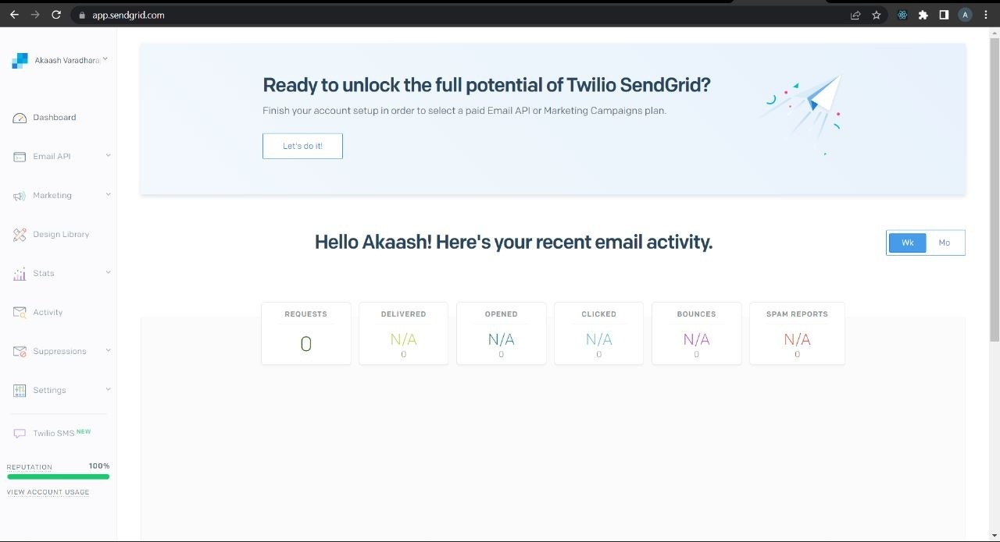 app.sendgrid.com
A
Akaash Varadhara
Dashboard
Email API
Marketing
Design Library
Stats
Activity
Suppressions
Settings
Twilio SMS NEW
REPUTATION 100%
VIEW ACCOUNT USAGE
Ready to unlock the full potential of Twilio SendGrid?
Finish your account setup in order to select a paid Email API or Marketing Campaigns plan.
Let's do it!
Hello Akaash! Here's your recent email activity.
Wk Mo
REQUESTS
0
DELIVERED
N/A
0
OPENED
N/A
0
CLICKED
N/A
0
BOUNCES
N/A
0
SPAM REPORTS
N/A
0